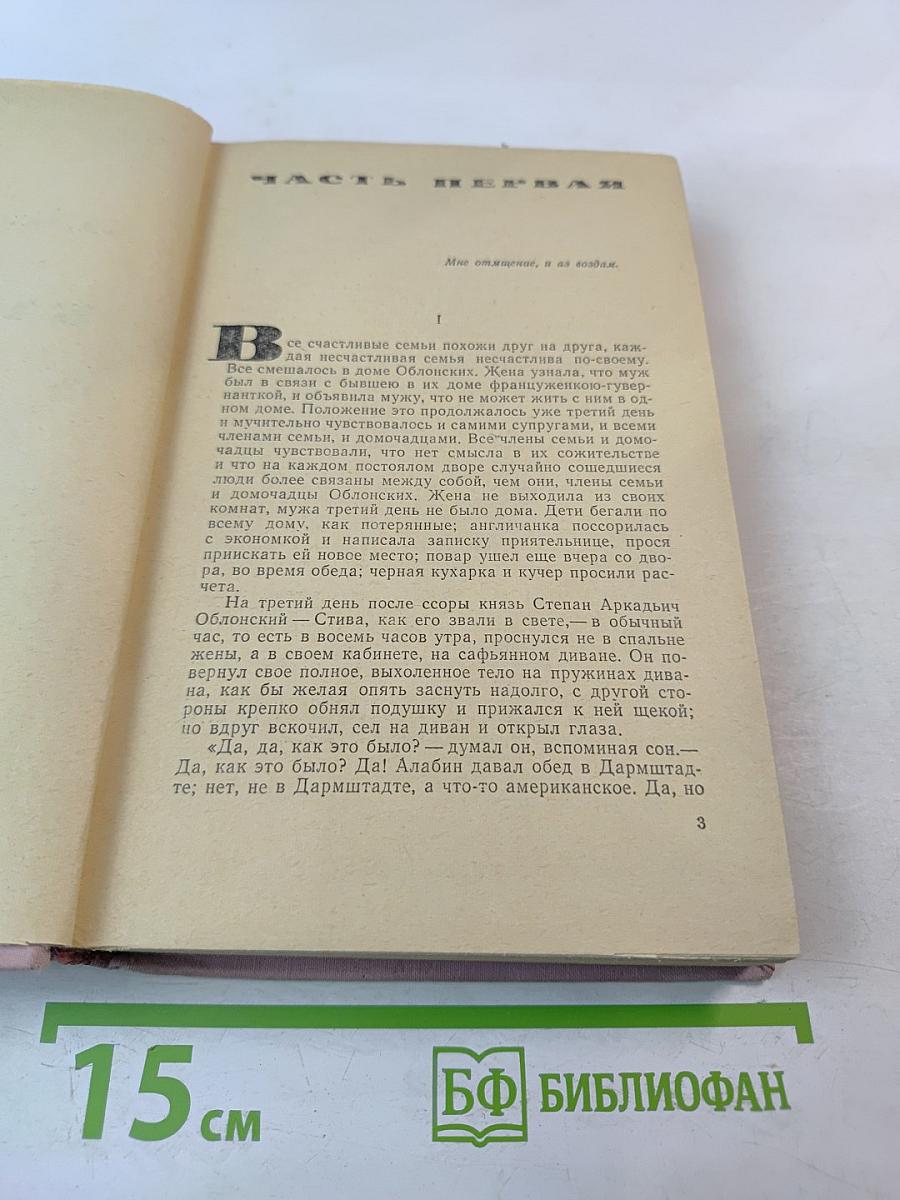 ЧАСТЬ ПЕРВАЯ
Мне отмщение, и аз воздам.
I
Все счастливые семьи похожи друг на друга, каж-
дая несчастливая семья несчастлива по-своему.
Все смешалось в доме Облонских. Жена узнала, что муж
был в связи с бывшею в их доме француженкою-гувер-
нанткой, и объявила мужу, что не может жить с ним в од-
ном доме. Положение это продолжалось уже третий день
и мучительно чувствовалось и самими супругами, и всеми
членами семьи, и домочадцами. Все члены семьи и домо-
чадцы чувствовали, что нет смысла в их сожительстве
и что на каждом постоялом дворе случайно сошедшиеся
люди более связаны между собой, чем они, члены семьи
и домочадцы Облонских. Жена не выходила из своих
комнат, мужа третий день не было дома. Дети бегали по
всему дому, как потерянные; англичанка поссорилась
с экономкой и написала записку приятельнице, прося
приискать ей новое место; повар ушел еще вчера со дво-
ра, во время обеда; черная кухарка и кучер просили рас-
чета.
На третий день после ссоры князь Степан Аркадьич
Облонский — Стива, как его звали в свете,— в обычный
час, то есть в восемь часов утра, проснулся не в спальне
жены, а в своем кабинете, на сафьянном диване. Он по-
вернул свое полное, выхоленное тело на пружинах дива-
на, как бы желая опять заснуть надолго, с другой сто-
роны крепко обнял подушку и прижался к ней щекой;
но вдруг вскочил, сел на диван и открыл глаза.
«Да, да, как это было? — думал он, вспоминая сон.—
Да, как это было? Да! Алабин давал обед в Дармштад-
те; нет, не в Дармштадте, а что-то американское. Да, но
3
15 см
БФ БИБЛИОФАН